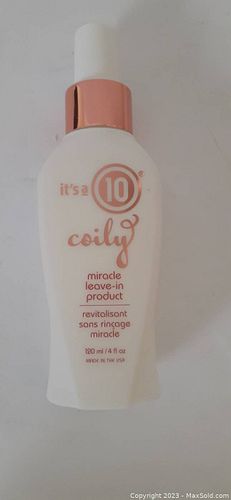 it's a 10®
coily
miracle
leave-in
product
revitalisant
sans rinçage
miracle
120 ml / 4 fl oz
MADE IN THE USA
Copyright 2023 - MaxSold.com